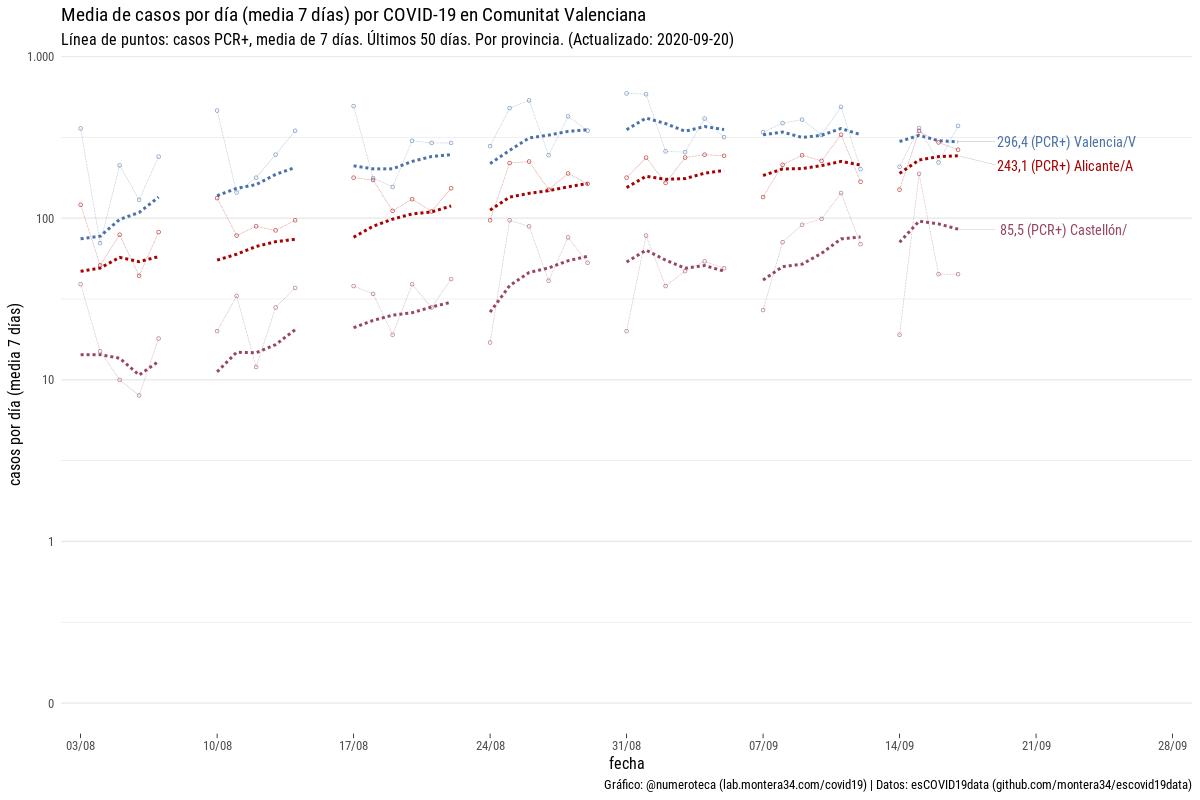 Media de casos por día (media 7 días) por COVID-19 en Comunitat Valenciana
Línea de puntos: casos PCR+, media de 7 días. Últimos 50 días. Por provincia. (Actualizado: 2020-09-20)
casos por día (media 7 días)
1.000
100
10
1
0
296,4 (PCR+) Valencia/V
243,1 (PCR+) Alicante/A
85,5 (PCR+) Castellón/
03/08
10/08
17/08
24/08
31/08
07/09
14/09
21/09
28/09
fecha
Gráfico: @numeroteca (lab.montera34.com/covid19) | Datos: esCOVID19data (github.com/montera34/escovid19data)